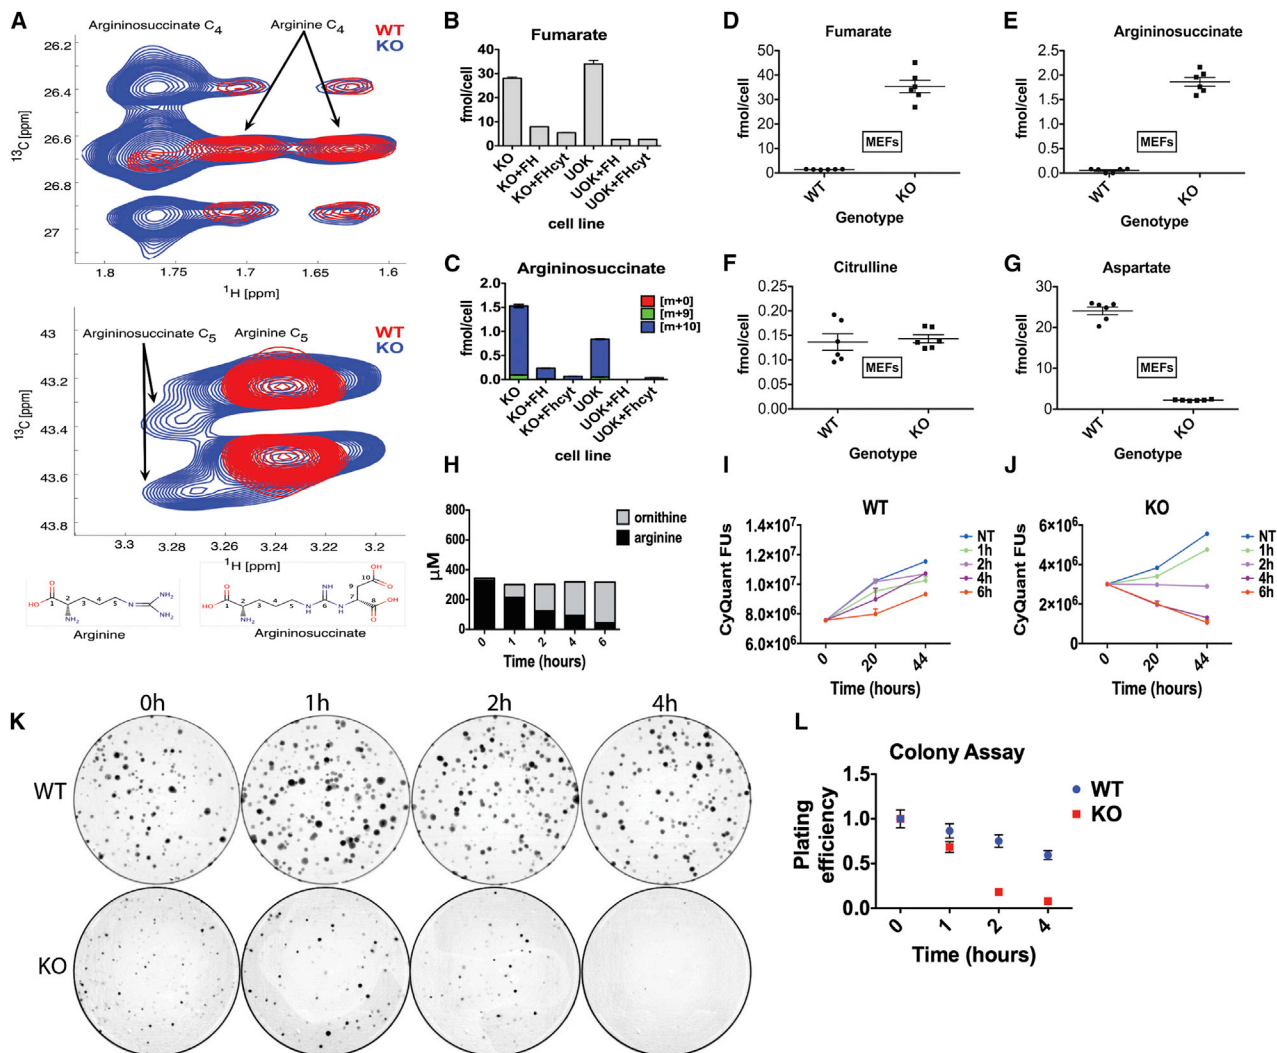 A
Argininosuccinate C4
Arginine C4
WT
KO
26.2
26.4
26.6
26.8
27
13C [ppm]
1.8
1.75
1.7
1.65
1.6
1H [ppm]
Argininosuccinate C5
Arginine C5
WT
KO
43
43.2
43.4
43.6
43.8
13C [ppm]
3.3
3.28
3.26
3.24
3.22
3.2
1H [ppm]
Arginine
Argininosuccinate
B
Fumarate
fmol/cell
40
30
20
10
0
KO
KO+FH
KO+FHcyt
UOK
UOK+FH
UOK+FHcyt
cell line
C
Argininosuccinate
fmol/cell
2.0
1.5
1.0
0.5
0.0
[m+0]
[m+9]
[m+10]
KO
KO+FH
KO+Fhcyt
UOK
UOK+FH
UOK+FHcyt
cell line
D
Fumarate
fmol/cell
50
40
30
20
10
0
MEFs
WT
KO
Genotype
E
Argininosuccinate
fmol/cell
2.5
2.0
1.5
1.0
0.5
0.0
MEFs
WT
KO
Genotype
F
Citrulline
fmol/cell
0.25
0.20
0.15
0.10
0.05
0.00
MEFs
WT
KO
Genotype
G
Aspartate
fmol/cell
30
20
10
0
MEFs
WT
KO
Genotype
H
µM
800
600
400
200
0
ornithine
arginine
0
1
2
4
6
Time (hours)
I
WT
CyQuant FUs
1.4×10^7
1.2×10^7
1.0×10^7
8.0×10^6
6.0×10^6
NT
1h
2h
4h
6h
0
20
44
Time (hours)
J
KO
CyQuant FUs
6×10^6
4×10^6
2×10^6
0
NT
1h
2h
4h
6h
0
20
44
Time (hours)
K
0h
1h
2h
4h
WT
KO
L
Colony Assay
Plating efficiency
1.5
1.0
0.5
0.0
WT
KO
0
1
2
4
Time (hours)